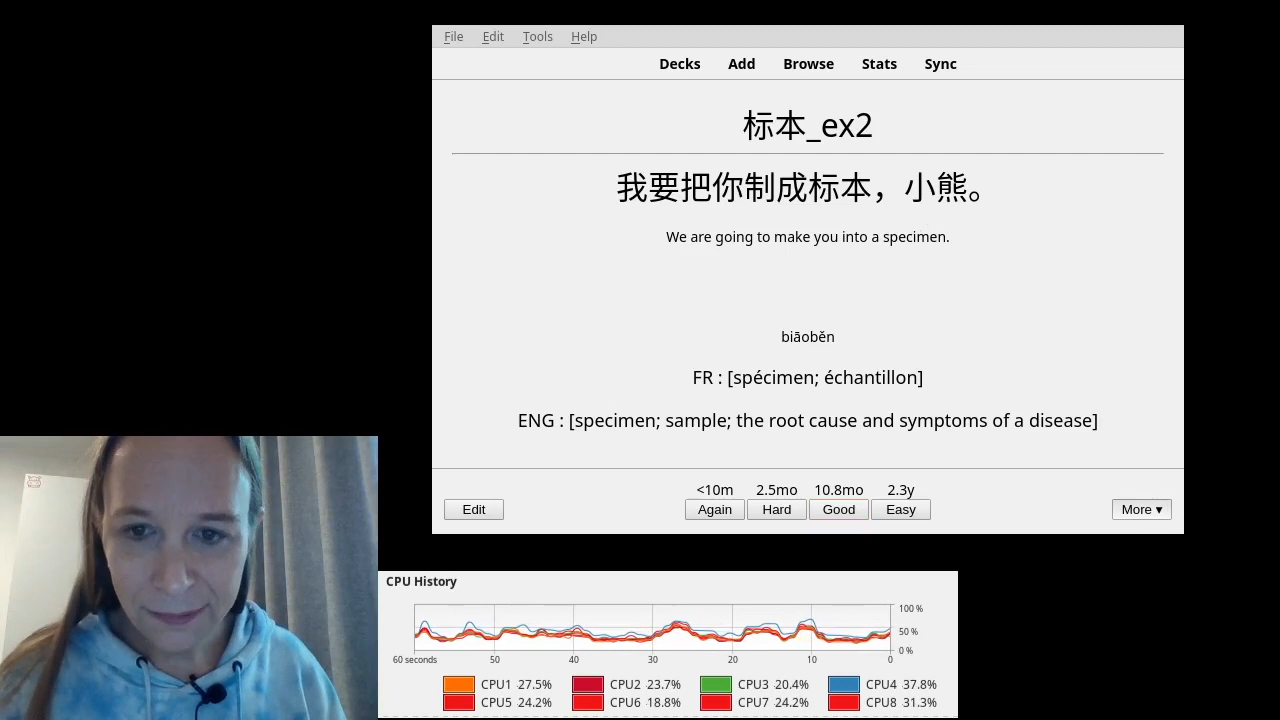 File Edit Tools Help
Decks Add Browse Stats Sync
标本_ex2
我要把你制成标本，小熊。
We are going to make you into a specimen.
biāoběn
FR : [spécimen; échantillon]
ENG : [specimen; sample; the root cause and symptoms of a disease]
<10m 2.5mo 10.8mo 2.3y
Edit Again Hard Good Easy More ▾
CPU History
100 %
50 %
0 %
60 seconds 50 40 30 20 10 0
CPU1 27.5% CPU2 23.7% CPU3 20.4% CPU4 37.8%
CPU5 24.2% CPU6 18.8% CPU7 24.2% CPU8 31.3%